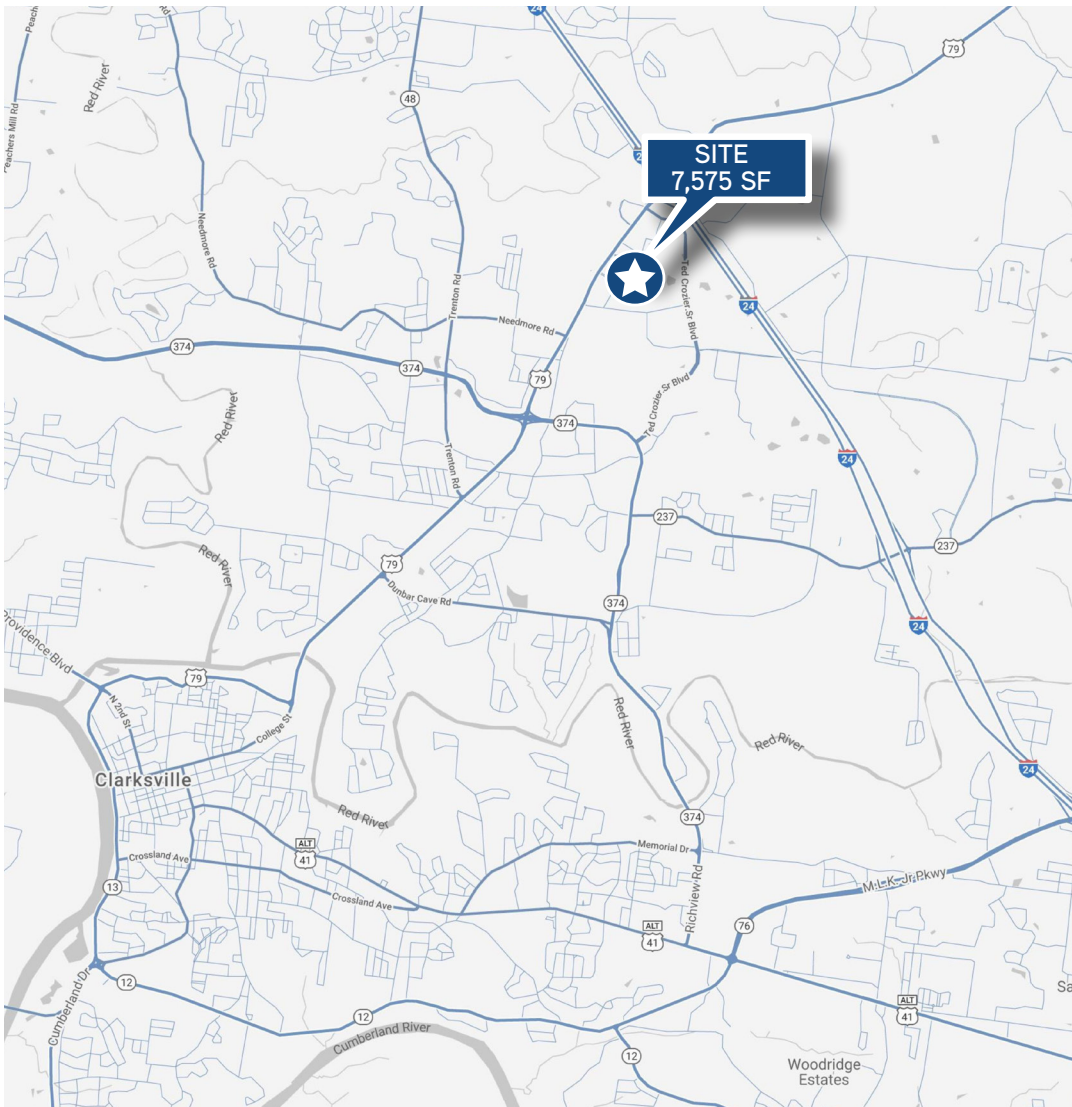 24
Peach
Rd
79
Red River
48
Peachers Mill Rd
SITE
7,575 SF
Needmore Rd
Trenton Rd
Ted Crozier Sr Blvd
24
Needmore Rd
374
374
79
Ted Crozier Sr Blvd
374
Red River
Trenton Rd
24
237
237
Red River
79
Dunbar Cave Rd
374
24
Providence Blvd
79
N 2nd St
College St
Red River
Red River
24
Clarksville
Red River
374
ALT
41
Memorial Dr
Crossland Ave
M.L.K. Jr Pkwy
13
Crossland Ave
Richview Rd
ALT
41
76
12
Cumberland Dr
Sa
ALT
41
12
Cumberland River
12
Woodridge
Estates